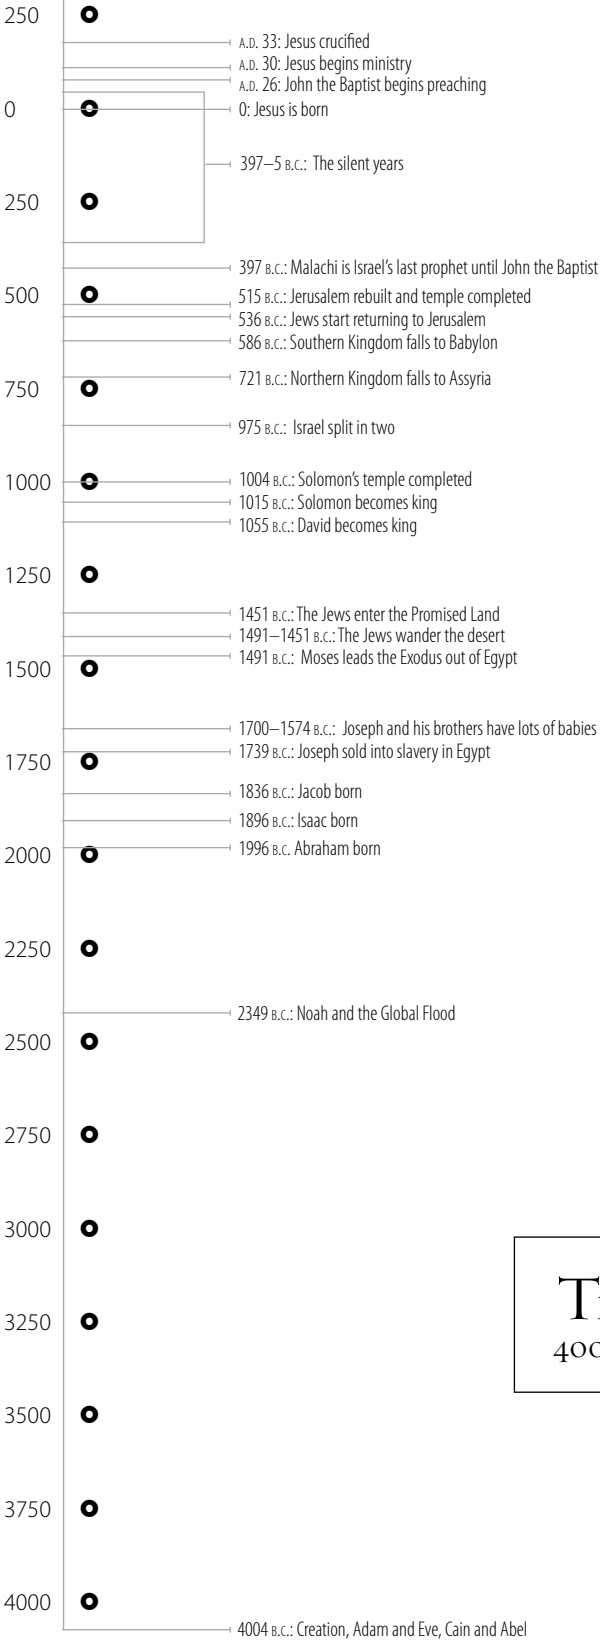 250
A.D. 33: Jesus crucified
A.D. 30: Jesus begins ministry
A.D. 26: John the Baptist begins preaching
0
0: Jesus is born
397–5 B.C.: The silent years
250
397 B.C.: Malachi is Israel's last prophet until John the Baptist
500
515 B.C.: Jerusalem rebuilt and temple completed
536 B.C.: Jews start returning to Jerusalem
586 B.C.: Southern Kingdom falls to Babylon
721 B.C.: Northern Kingdom falls to Assyria
750
975 B.C.: Israel split in two
1000
1004 B.C.: Solomon's temple completed
1015 B.C.: Solomon becomes king
1055 B.C.: David becomes king
1250
1451 B.C.: The Jews enter the Promised Land
1491–1451 B.C.: The Jews wander the desert
1491 B.C.: Moses leads the Exodus out of Egypt
1500
1700–1574 B.C.: Joseph and his brothers have lots of babies
1739 B.C.: Joseph sold into slavery in Egypt
1750
1836 B.C.: Jacob born
1896 B.C.: Isaac born
1996 B.C. Abraham born
2000
2250
2349 B.C.: Noah and the Global Flood
2500
2750
3000
3250
400
3500
3750
4000
4004 B.C.: Creation, Adam and Eve, Cain and Abel